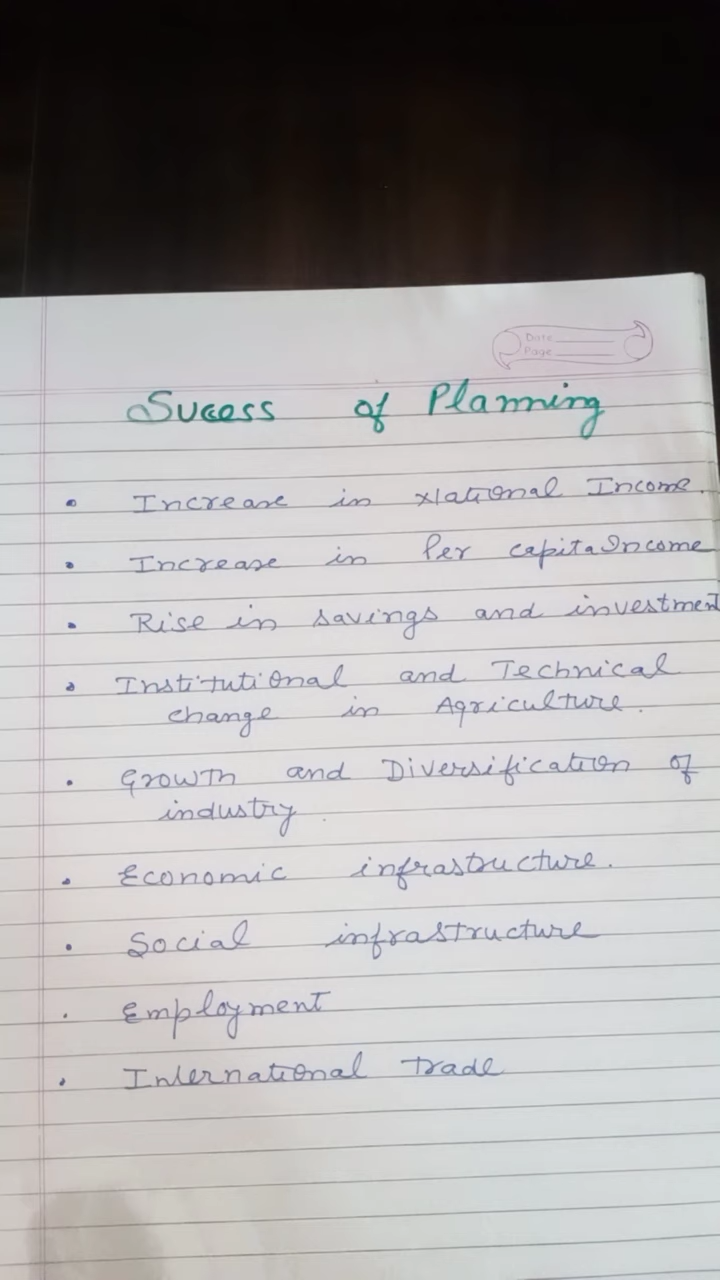 Date
Page
Sucess of Planning
• Increase in National Income.
• Increase in Per capita Income
• Rise in savings and investment
• Institutional and Technical
change in Agriculture.
• Growth and Diversification of
industry.
• Economic infrastructure.
• Social infrastructure
• Employment
• International Trade